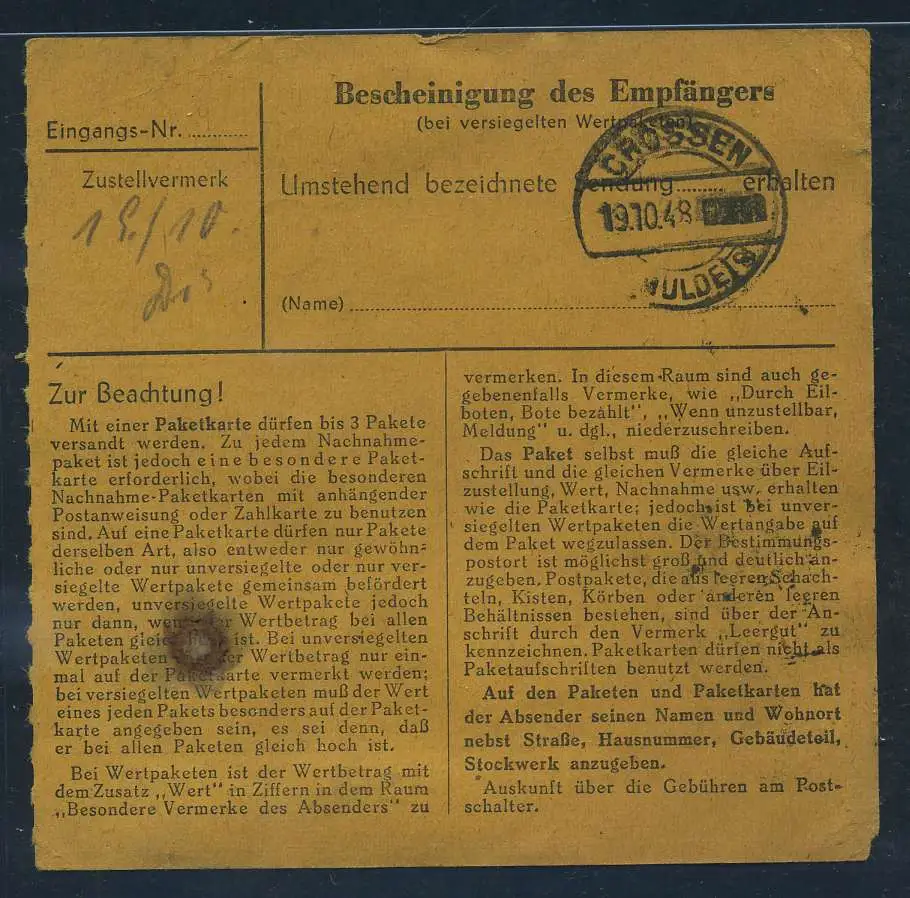 Bescheinigung des Empfängers
(bei versiegelten Wertpaketen)
Eingangs-Nr. ...........
Zustellvermerk
19./10.
Umstehend bezeichnete Sendung......... erhalten
CROSSEN
19.10.48
(MULDE)
(Name)
Zur Beachtung!
Mit einer Paketkarte dürfen bis 3 Pakete
versandt werden. Zu jedem Nachnahme-
paket ist jedoch eine besondere Paket-
karte erforderlich, wobei die besonderen
Nachnahme-Paketkarten mit anhängender
Postanweisung oder Zahlkarte zu benutzen
sind. Auf eine Paketkarte dürfen nur Pakete
derselben Art, also entweder nur gewöhn-
liche oder nur unversiegelte oder nur ver-
siegelte Wertpakete gemeinsam befördert
werden, unversiegelte Wertpakete jedoch
nur dann, wenn der Wertbetrag bei allen
Paketen gleich ist. Bei unversiegelten
Wertpaketen der Wertbetrag nur ein-
mal auf der Paketkarte vermerkt werden;
bei versiegelten Wertpaketen muß der Wert
eines jeden Pakets besonders auf der Paket-
karte angegeben sein, es sei denn, daß
er bei allen Paketen gleich hoch ist.
Bei Wertpaketen ist der Wertbetrag mit
dem Zusatz „Wert" in Ziffern in dem Raum
„Besondere Vermerke des Absenders" zu
vermerken. In diesem Raum sind auch ge-
gebenenfalls Vermerke, wie „Durch Eil-
boten, Bote bezahlt", „Wenn unzustellbar,
Meldung" u. dgl., niederzuschreiben.
Das Paket selbst muß die gleiche Auf-
schrift und die gleichen Vermerke über Eil-
zustellung, Wert, Nachnahme usw. erhalten
wie die Paketkarte; jedoch ist bei unver-
siegelten Wertpaketen die Wertangabe auf
dem Paket wegzulassen. Der Bestimmungs-
postort ist möglichst groß und deutlich an-
zugeben. Postpakete, die aus leeren Schach-
teln, Kisten, Körben oder anderen leeren
Behältnissen bestehen, sind über der An-
schrift durch den Vermerk „Leergut" zu
kennzeichnen. Paketkarten dürfen nicht als
Paketaufschriften benutzt werden.
Auf den Paketen und Paketkarten hat
der Absender seinen Namen und Wohnort
nebst Straße, Hausnummer, Gebäudeteil,
Stockwerk anzugeben.
Auskunft über die Gebühren am Post-
schalter.